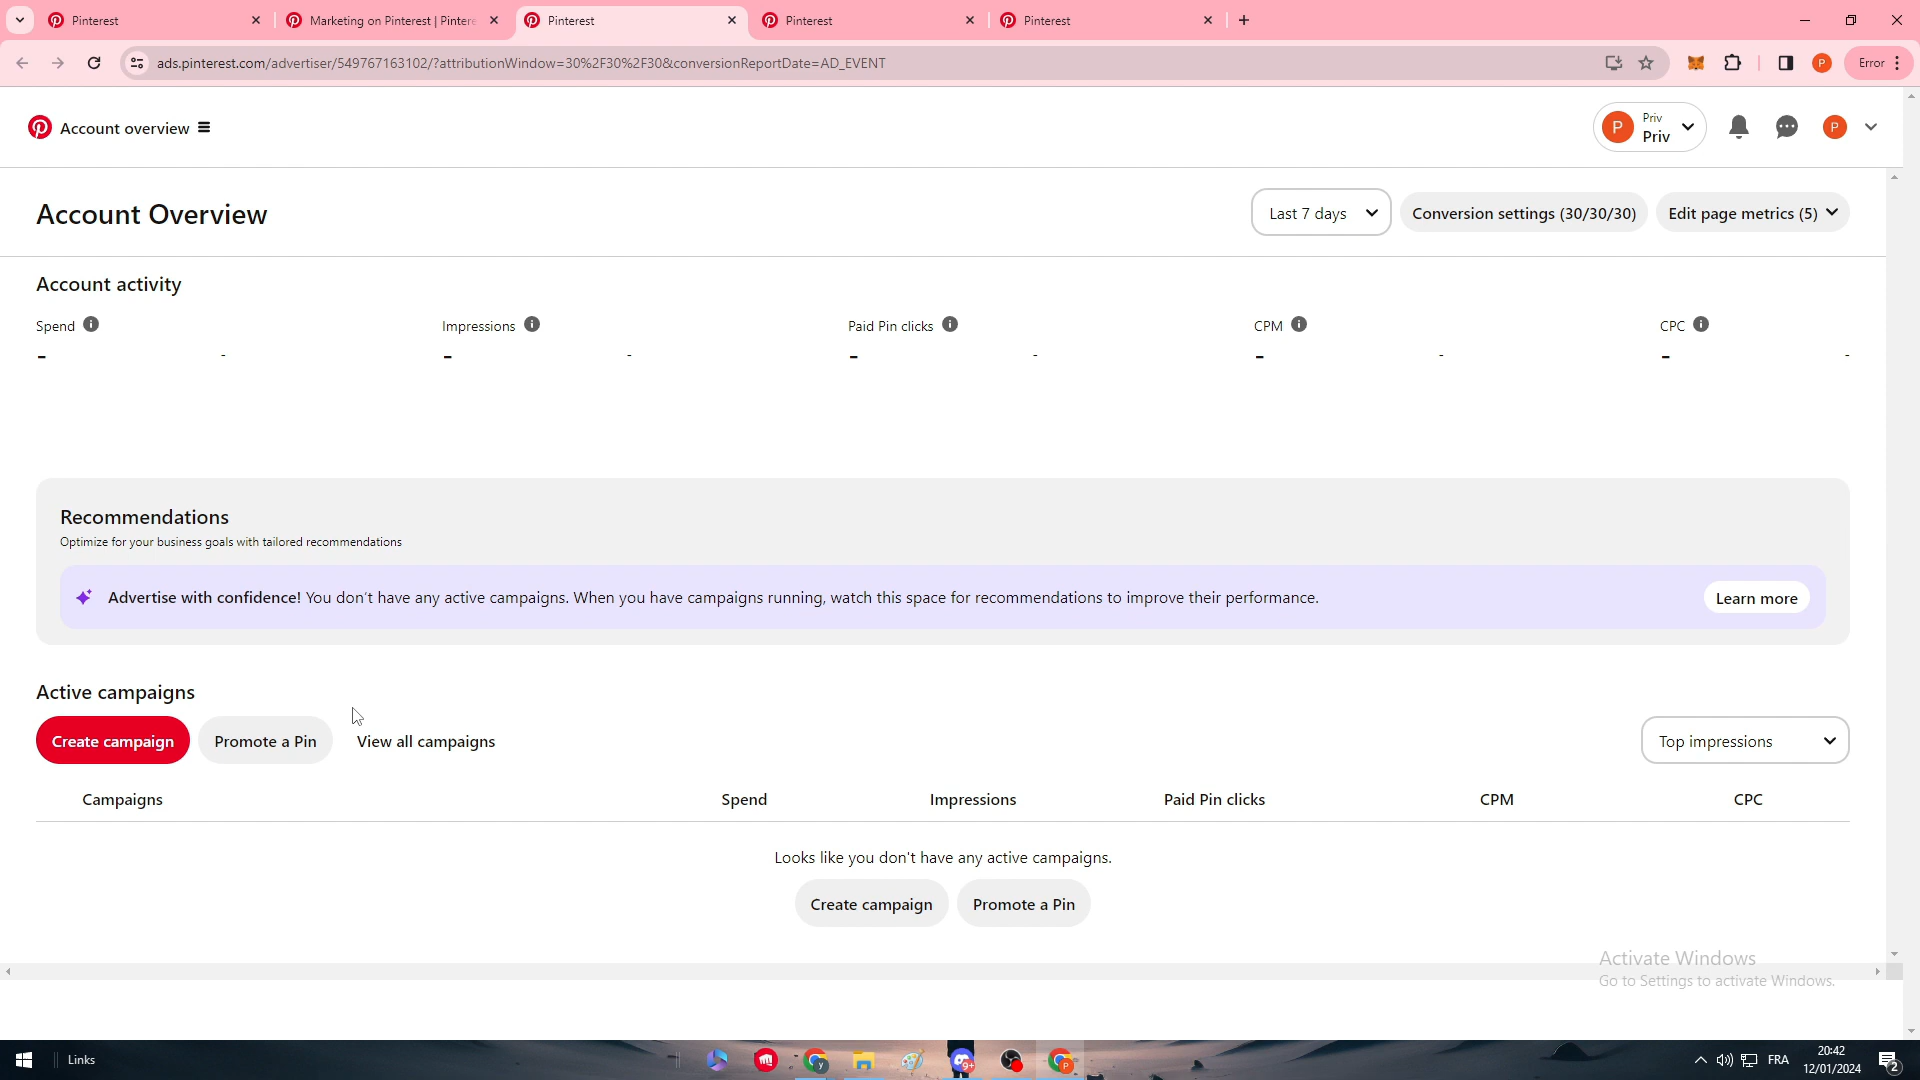 Pinterest
Marketing on Pinterest | Pintere
Pinterest
Pinterest
Pinterest
ads.pinterest.com/advertiser/549767163102/?attributionWindow=30%2F30%2F30&conversionReportDate=AD_EVENT
P
Error
Account overview
P
Priv
Priv
P
Account Overview
Last 7 days
Conversion settings (30/30/30)
Edit page metrics (5)
Account activity
Spend
Impressions
Paid Pin clicks
CPM
CPC
- - - - - - - - - -
Recommendations
Optimize for your business goals with tailored recommendations
Advertise with confidence! You don't have any active campaigns. When you have campaigns running, watch this space for recommendations to improve their performance.
Learn more
Active campaigns
Create campaign
Promote a Pin
View all campaigns
Top impressions
Campaigns
Spend
Impressions
Paid Pin clicks
CPM
CPC
Looks like you don't have any active campaigns.
Create campaign
Promote a Pin
Activate Windows
Go to Settings to activate Windows.
Links
y
9+
P
FRA
20:42
12/01/2024
2